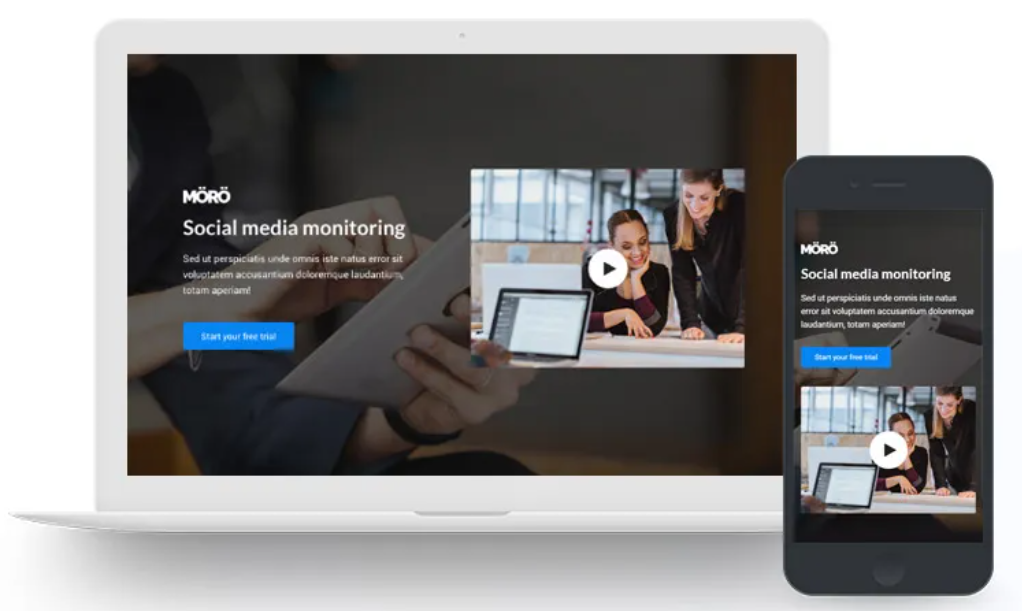 MÖRÖ
Social media monitoring
Sed ut perspiciatis unde omnis iste natus error sit
voluptatem accusantium doloremque laudantium,
totam aperiam!
Start your free trial
MÖRÖ
Social media monitoring
Sed ut perspiciatis unde omnis iste natus
error sit voluptatem accusantium doloremque
laudantium, totam aperiam!
Start your free trial